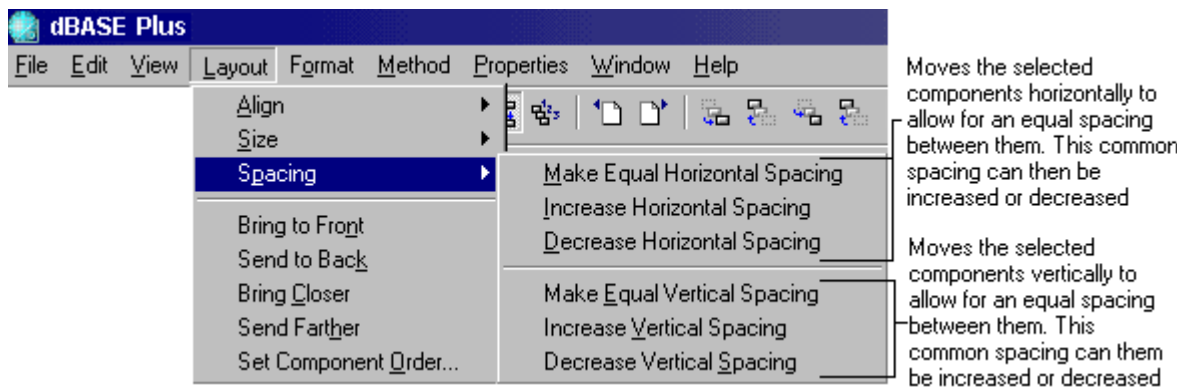 dBASE Plus
File Edit View Layout Format Method Properties Window Help
Align
Size
Spacing
Bring to Front
Send to Back
Bring Closer
Send Farther
Set Component Order...
Make Equal Horizontal Spacing
Increase Horizontal Spacing
Decrease Horizontal Spacing
Make Equal Vertical Spacing
Increase Vertical Spacing
Decrease Vertical Spacing
Moves the selected
components horizontally to
allow for an equal spacing
between them. This common
spacing can then be
increased or decreased
Moves the selected
components vertically to
allow for an equal spacing
between them. This
common spacing can them
be increased or decreased